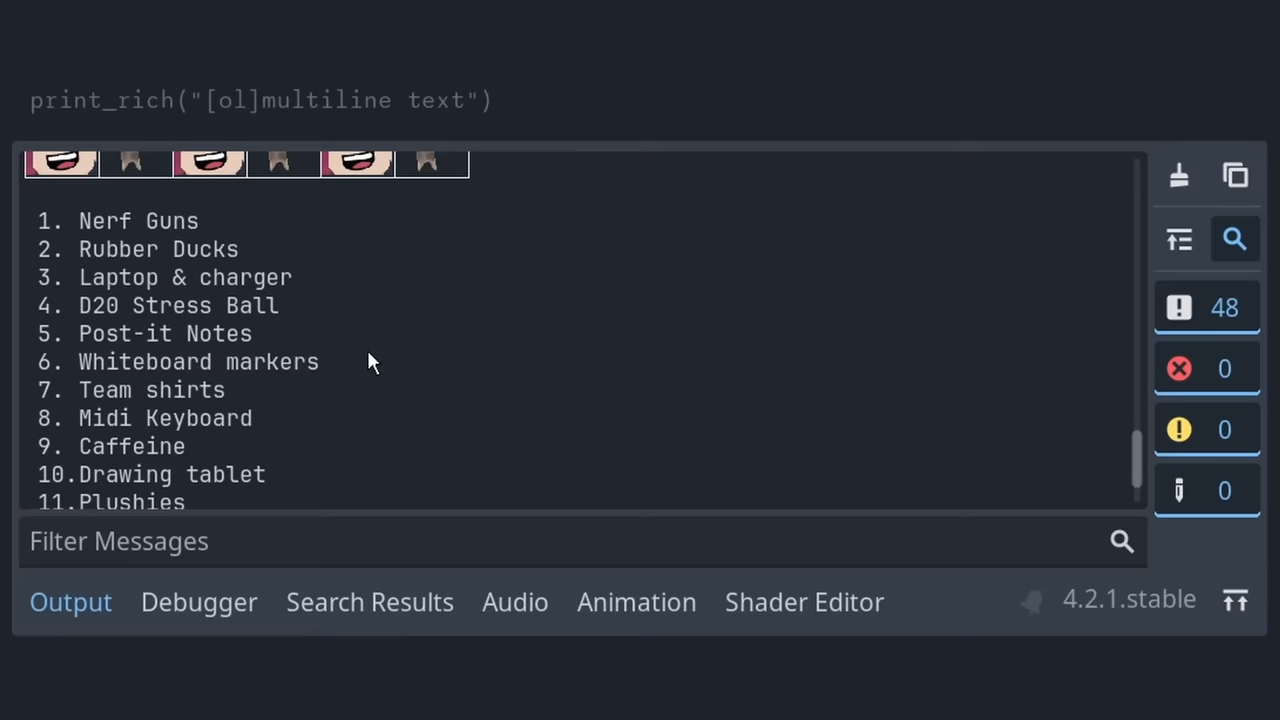 print_rich("[ol]multiline text")
1. Nerf Guns
2. Rubber Ducks
3. Laptop & charger
4. D20 Stress Ball
5. Post-it Notes
6. Whiteboard markers
7. Team shirts
8. Midi Keyboard
9. Caffeine
10.Drawing tablet
11.Plushies
48
0
0
0
Filter Messages
Output Debugger Search Results Audio Animation Shader Editor 4.2.1.stable